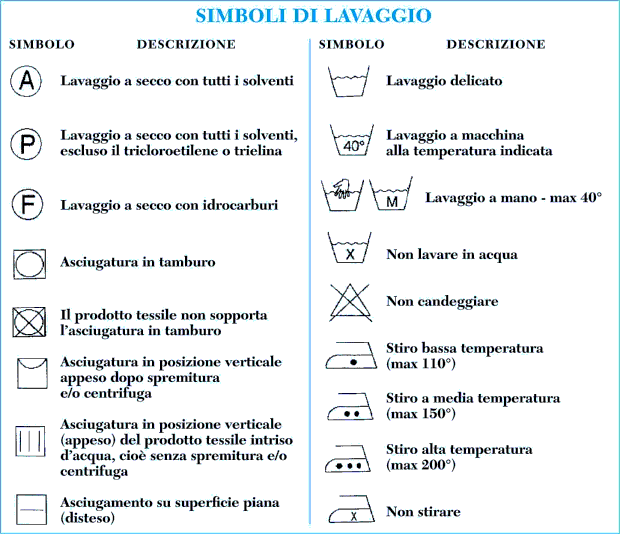 SIMBOLI DI LAVAGGIO
SIMBOLO DESCRIZIONE
A Lavaggio a secco con tutti i solventi
P Lavaggio a secco con tutti i solventi,
escluso il tricloroetilene o trielina
F Lavaggio a secco con idrocarburi
Asciugatura in tamburo
Il prodotto tessile non sopporta
l'asciugatura in tamburo
Asciugatura in posizione verticale
appeso dopo spremitura
e/o centrifuga
Asciugatura in posizione verticale
(appeso) del prodotto tessile intriso
d'acqua, cioè senza spremitura e/o
centrifuga
Asciugamento su superficie piana
(disteso)
SIMBOLO DESCRIZIONE
Lavaggio delicato
40° Lavaggio a macchina
alla temperatura indicata
M Lavaggio a mano - max 40°
X Non lavare in acqua
Non candeggiare
Stiro bassa temperatura
(max 110°)
Stiro a media temperatura
(max 150°)
Stiro alta temperatura
(max 200°)
X Non stirare